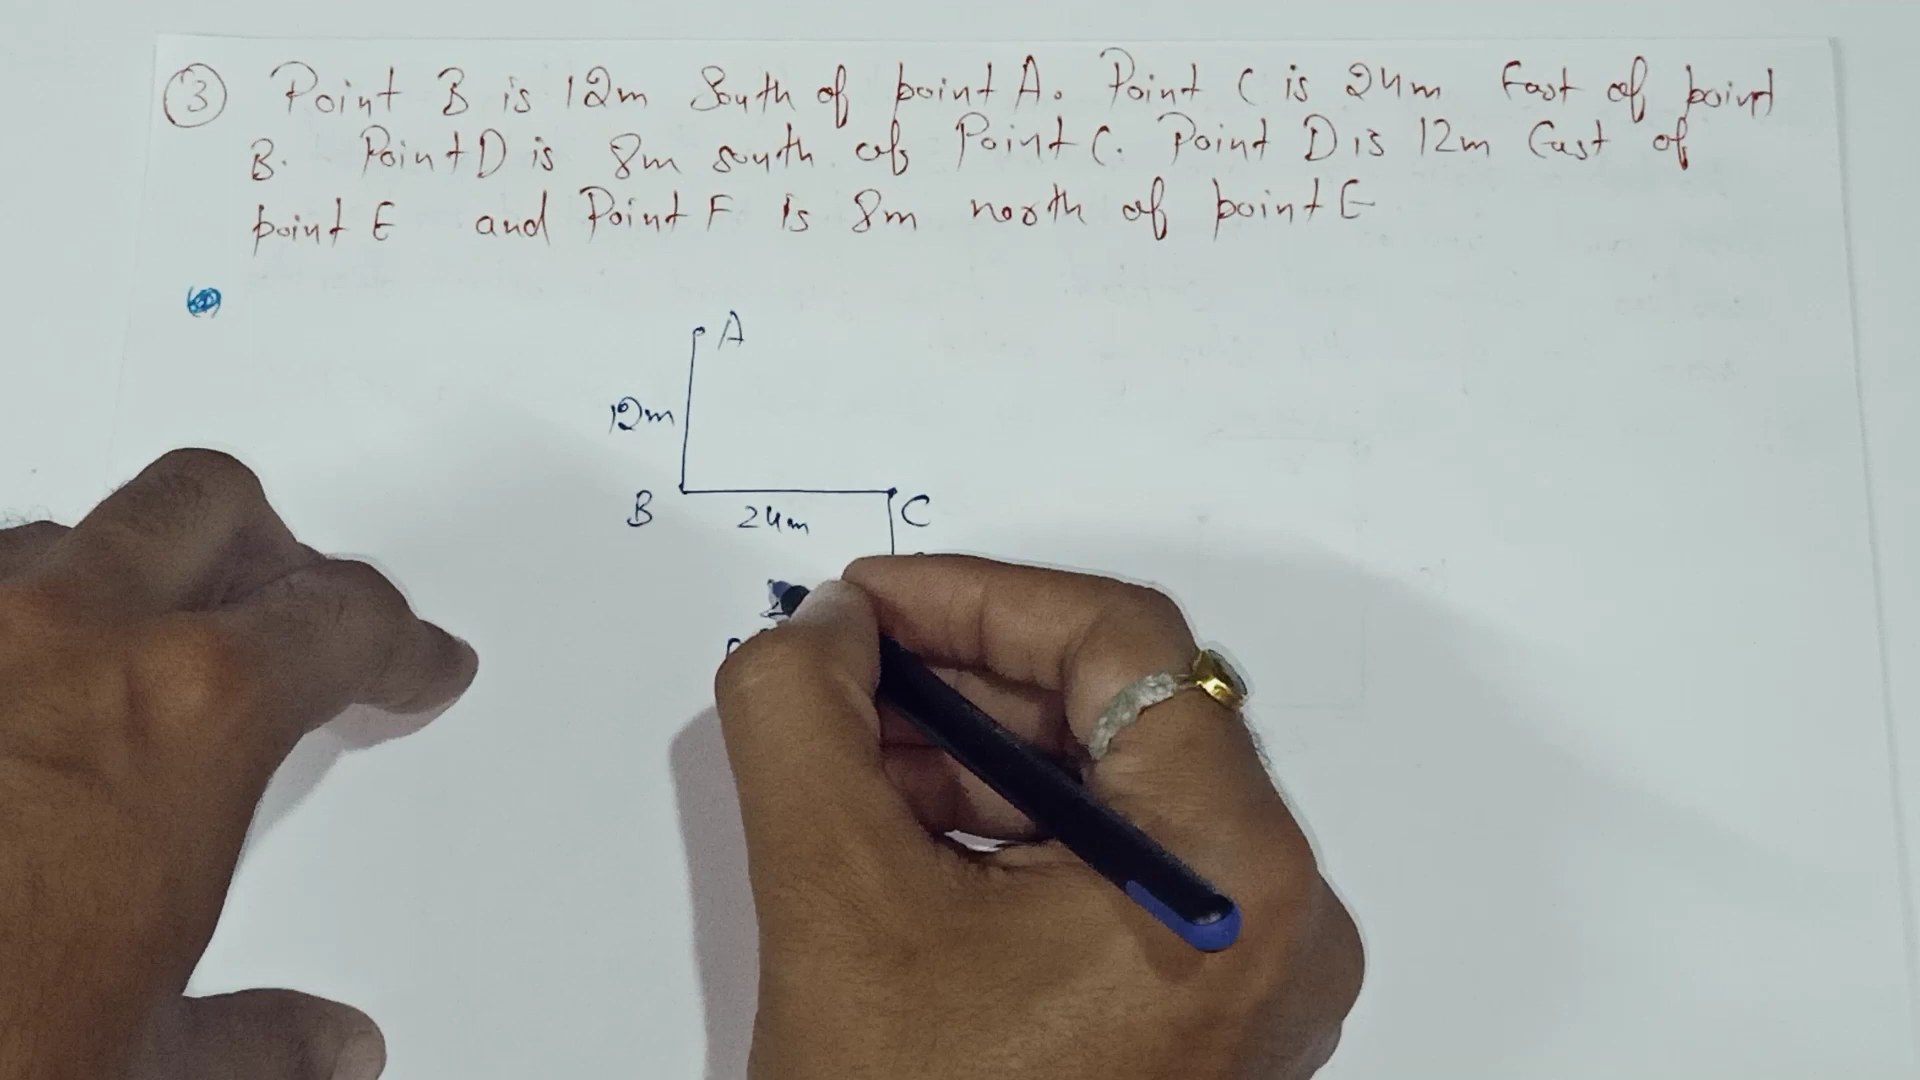 3 Point B is 12m South of point A. Point C is 24m East of point
B. Point D is 8m south of Point C. Point D is 12m East of
point E and Point F is 8m north of point E
A
12m
B 24m C